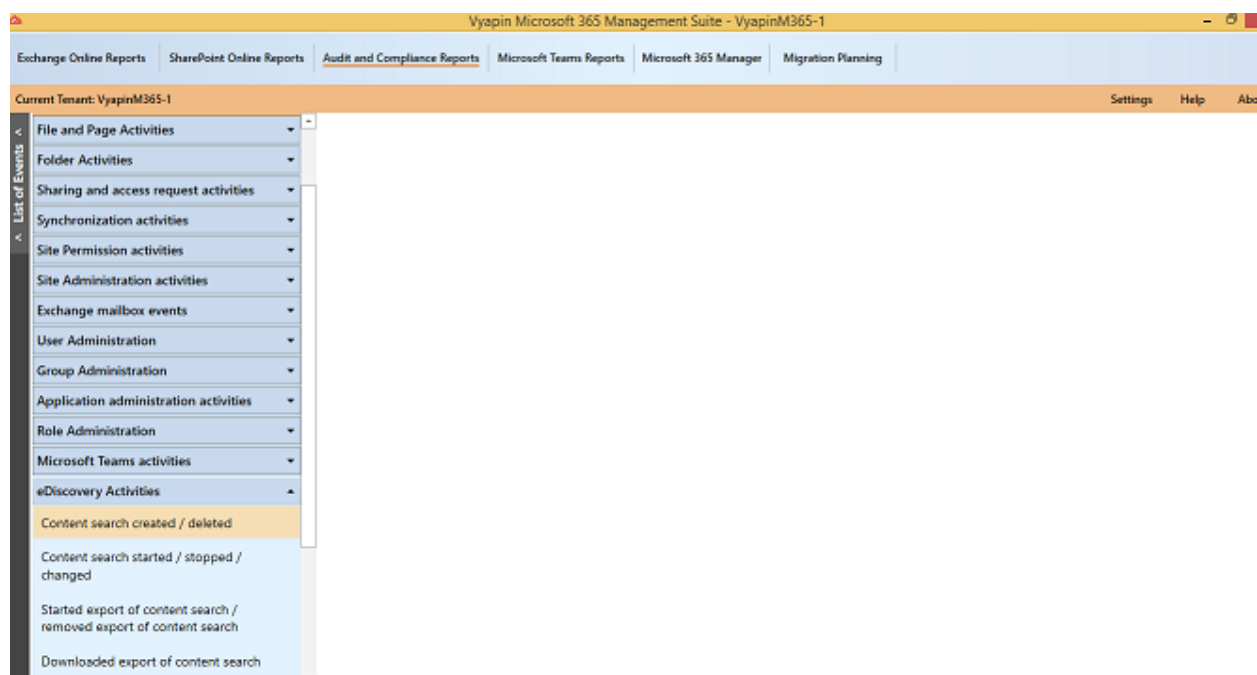 Vyapin Microsoft 365 Management Suite - VyapinM365-1
Exchange Online Reports
SharePoint Online Reports
Audit and Compliance Reports
Microsoft Teams Reports
Microsoft 365 Manager
Migration Planning
Current Tenant: VyapinM365-1
Settings
Help
Abo
List of Events
File and Page Activities
Folder Activities
Sharing and access request activities
Synchronization activities
Site Permission activities
Site Administration activities
Exchange mailbox events
User Administration
Group Administration
Application administration activities
Role Administration
Microsoft Teams activities
eDiscovery Activities
Content search created / deleted
Content search started / stopped /
changed
Started export of content search /
removed export of content search
Downloaded export of content search